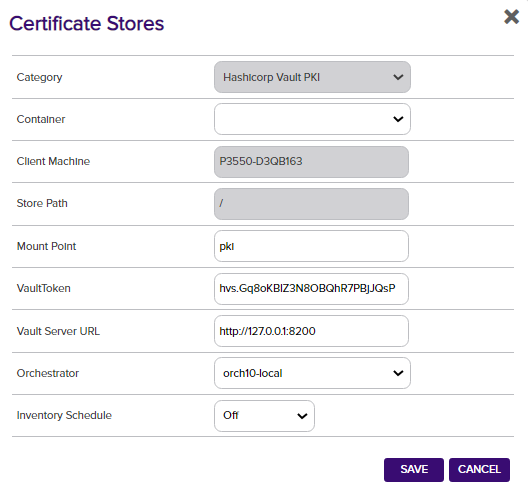 Certificate Stores
Category Hashicorp Vault PKI
Container
Client Machine P3550-D3QB163
Store Path /
Mount Point pki
VaultToken hvs.Gq8oKBIZ3N8OBQhR7PBjJQsP
Vault Server URL http://127.0.0.1:8200
Orchestrator orch10-local
Inventory Schedule Off
SAVE CANCEL